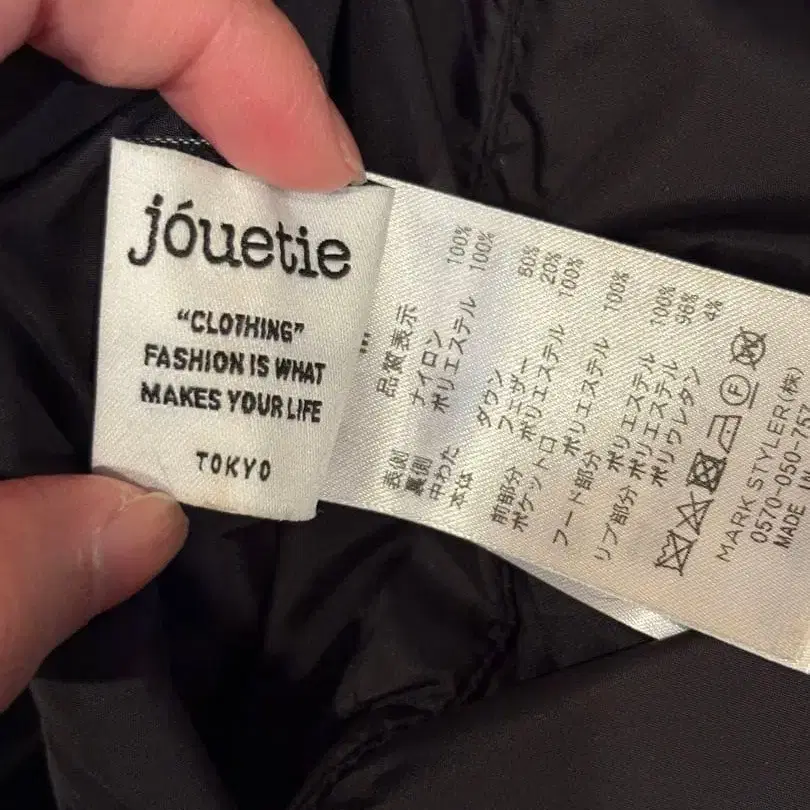 jóuetie
“CLOTHING”
FASHION IS WHAT
MAKES YOUR LIFE
TOKYO
品質表示
表側 ナイロン 100%
裏側 ポリエステル 100%
中わた
本体 ダウン 80%
フェザー 20%
前部分 ポリエステル 100%
ポケット口
フード部分 ポリエステル 100%
リブ部分 ポリエステル 100%
ポリエステル 96%
ポリウレタン 4%
MARK STYLER(株)
0570-050-75
MADE IN